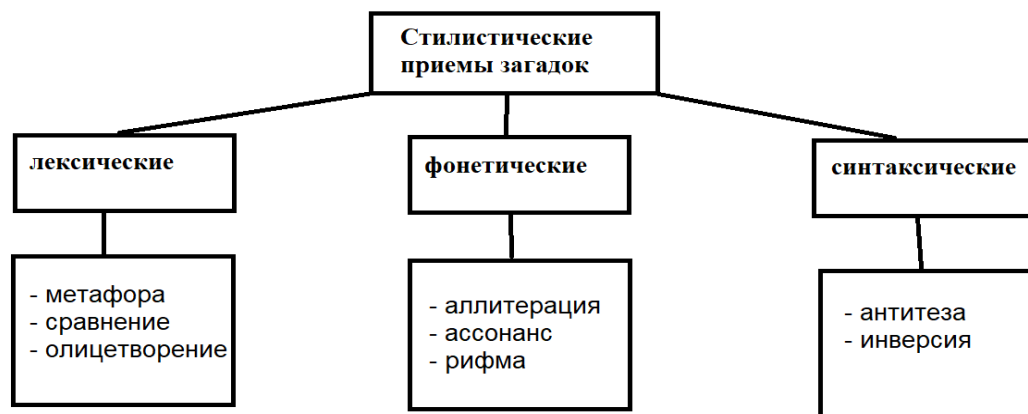 Стилистические
приемы загадок
лексические
фонетические
синтаксические
- метафора
- сравнение
- олицетворение
- аллитерация
- ассонанс
- рифма
- антитеза
- инверсия